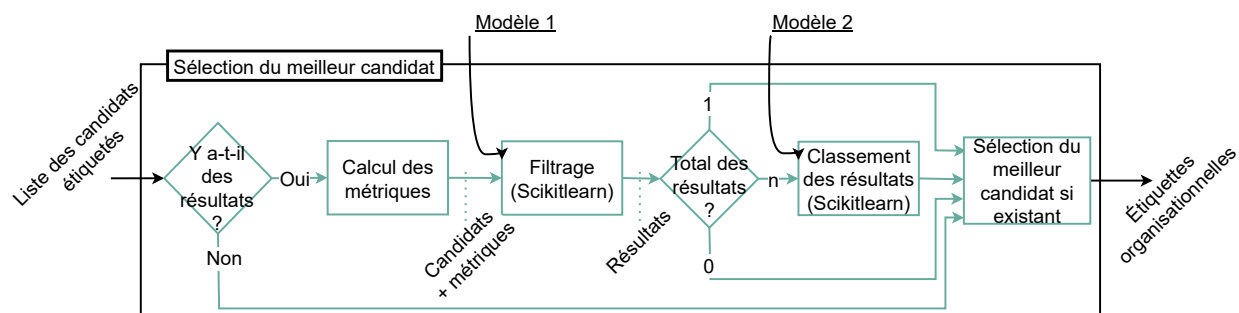 Modèle 1
Modèle 2
Sélection du meilleur candidat
Liste des candidats
étiquetés
Y a-t-il
des
résultats
?
Oui
Non
Calcul des
métriques
Candidats
+ métriques
Filtrage
(Scikitlearn)
Résultats
Total des
résultats
?
1
n
0
Classement
des résultats
(Scikitlearn)
Sélection du
meilleur
candidat si
existant
Étiquettes
organisationnelles